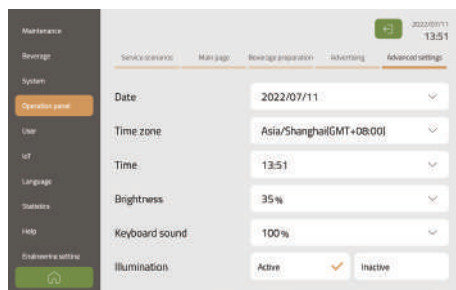 Maintenance
Beverage
System
Operation panel
User
IoT
Language
Statistics
Help
Engineering setting
2022/07/11
13:51
Service scenarios Main page Beverage preparation Advertising Advanced settings
Date 2022/07/11
Time zone Asia/Shanghai(GMT+08:00)
Time 13:51
Brightness 35%
Keyboard sound 100%
Illumination Active Inactive